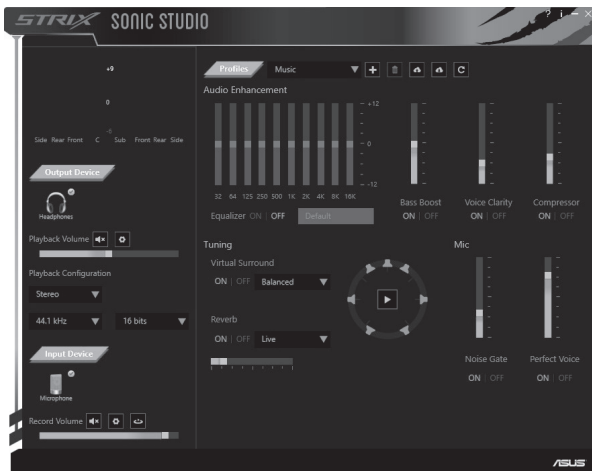 STRIX SONIC STUDIO
? i − ×
+9
0
Side Rear Front C Sub Front Rear Side
Output Device
Headphones
Playback Volume
Playback Configuration
Stereo
44.1 kHz 16 bits
Input Device
Microphone
Record Volume
Profiles Music
Audio Enhancement
+12
0
-12
32 64 125 250 500 1K 2K 4K 8K 16K
Equalizer ON | OFF Default
Bass Boost Voice Clarity Compressor
ON | OFF ON | OFF ON | OFF
Tuning
Virtual Surround
ON | OFF Balanced
Reverb
ON | OFF Live
Mic
Noise Gate Perfect Voice
ON | OFF ON | OFF
ASUS